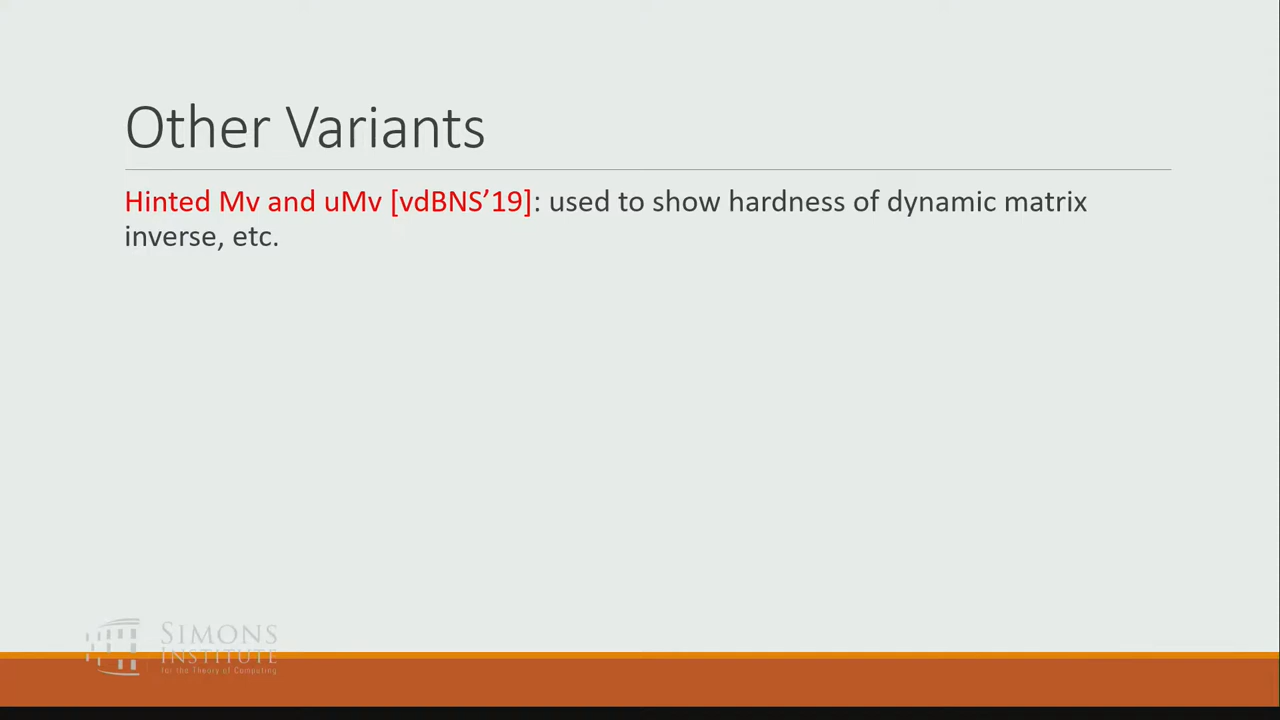 Other Variants
Hinted Mv and uMv [vdBNS’19]: used to show hardness of dynamic matrix
inverse, etc.
SIMONS
INSTITUTE
for the Theory of Computing